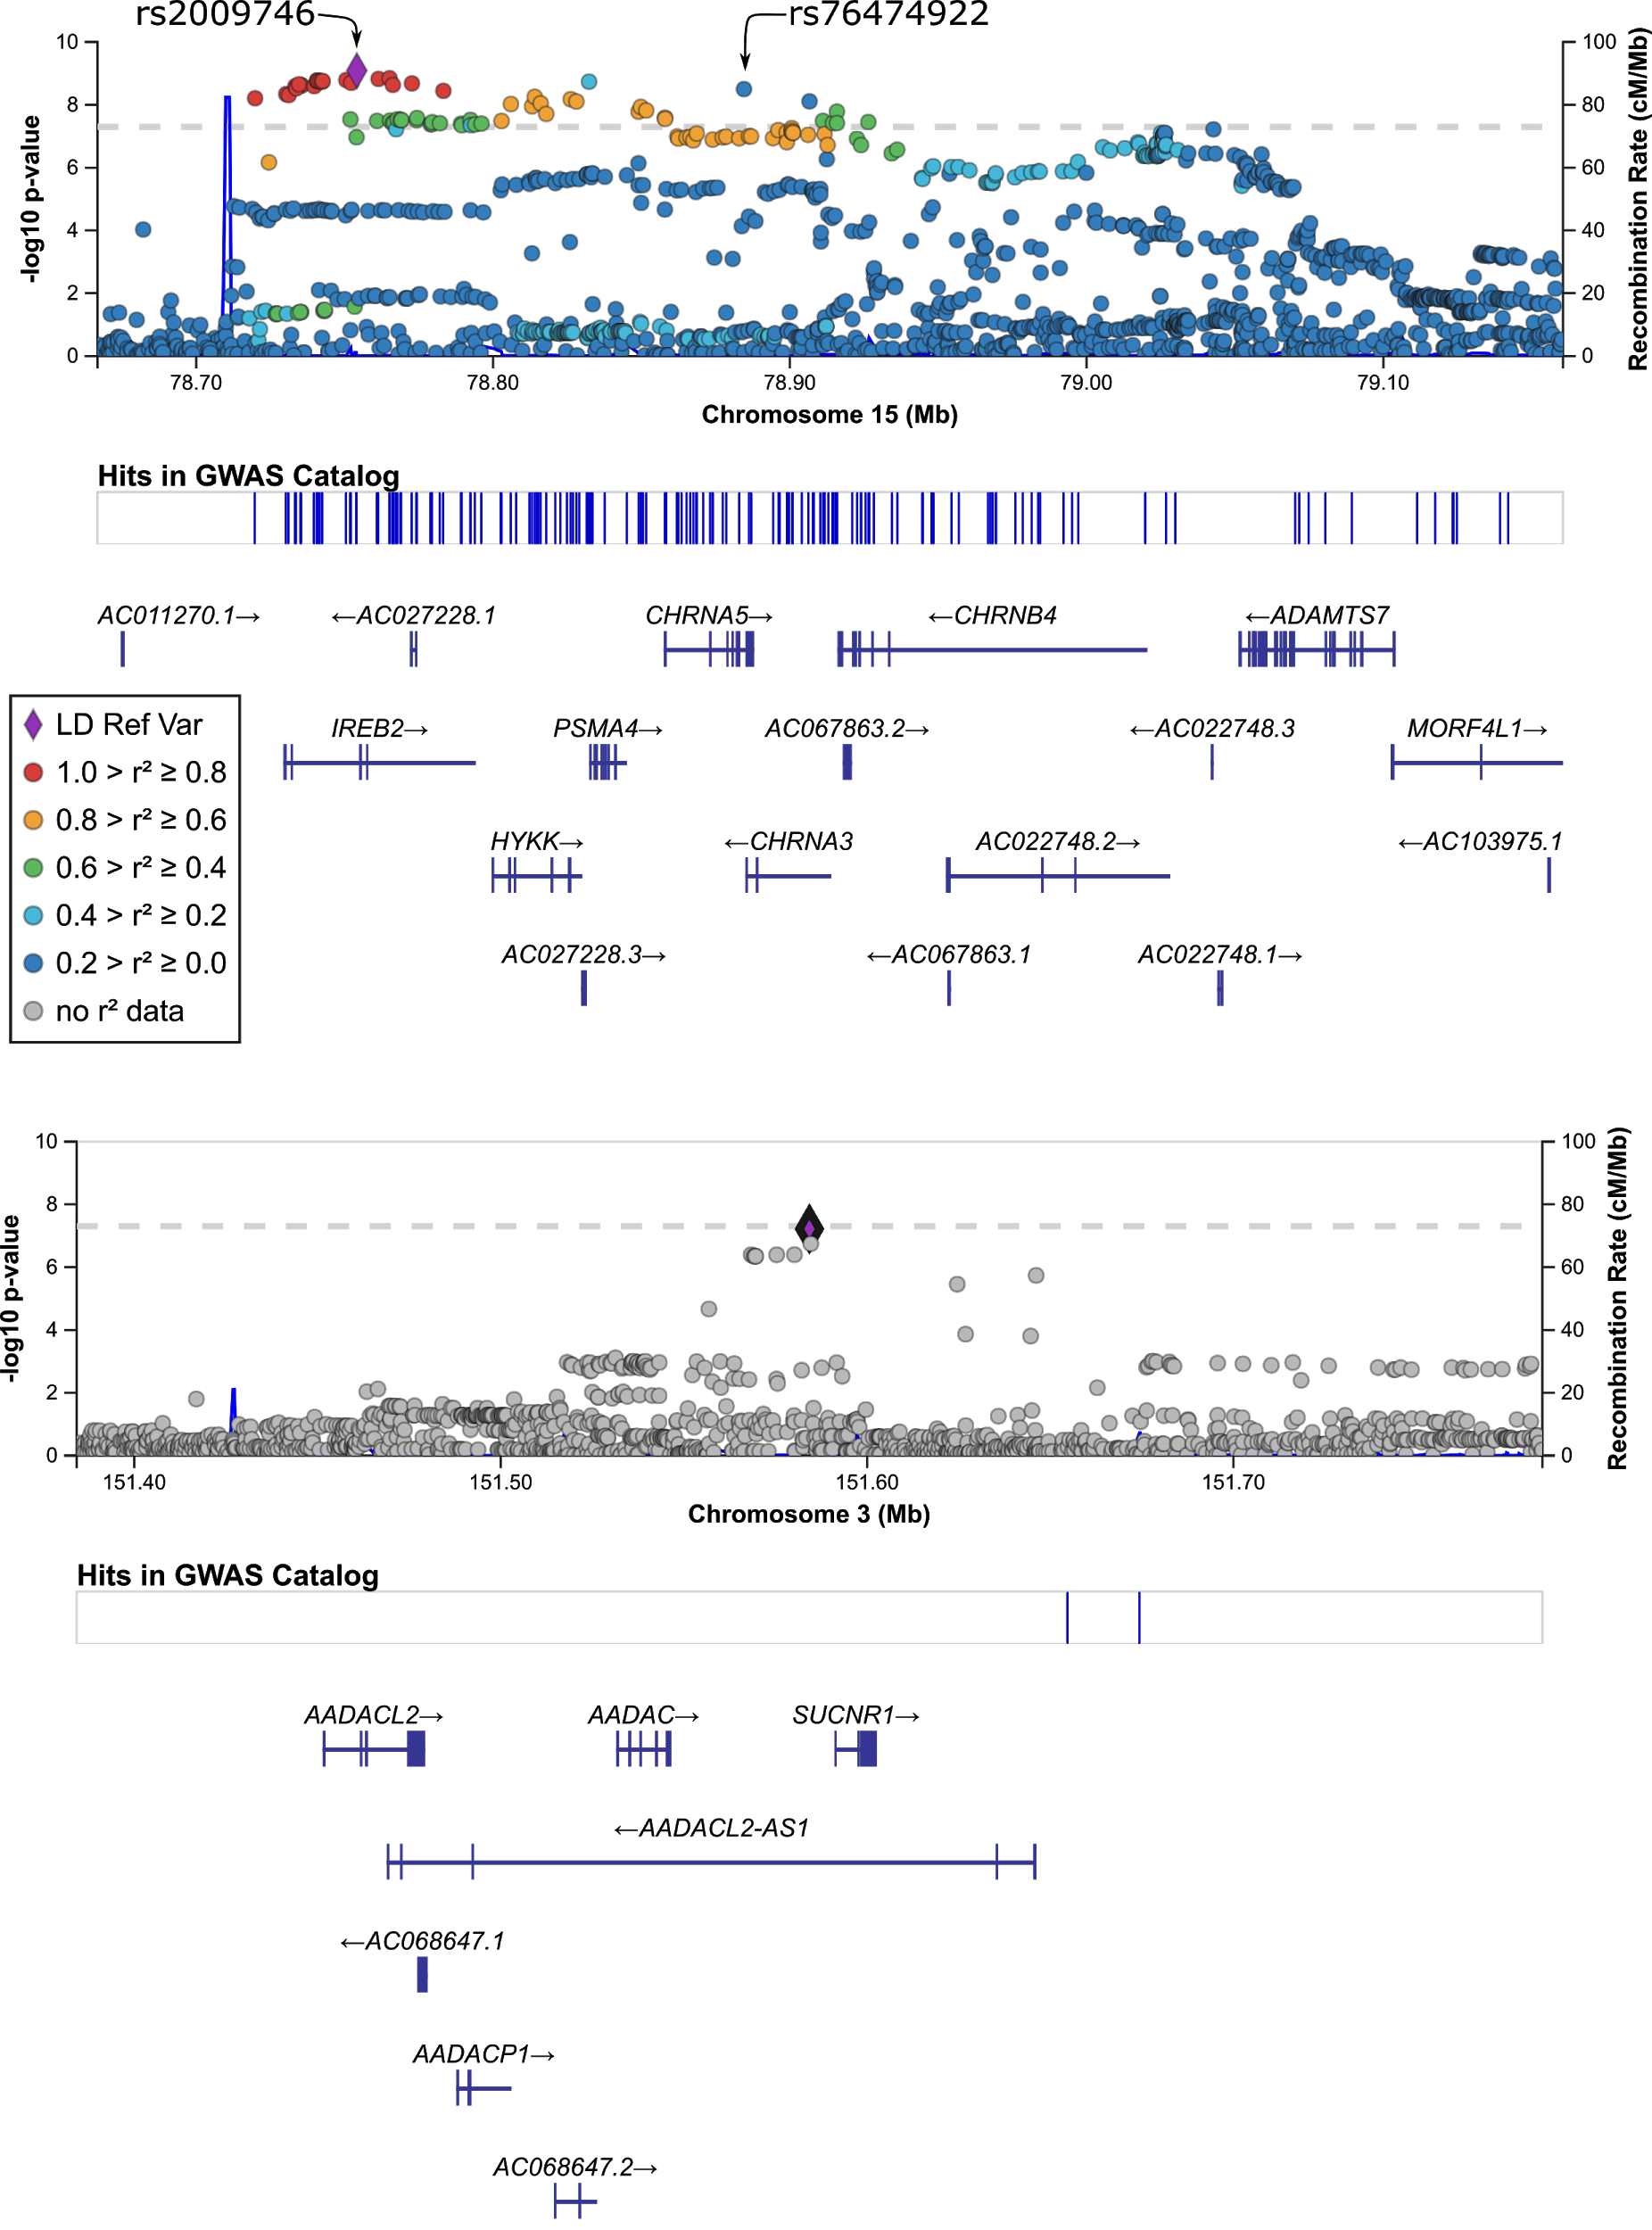 rs2009746
rs76474922
10
8
6
4
2
0
-log10 p-value
100
80
60
40
20
0
Recombination Rate (cM/Mb)
78.70
78.80
78.90
79.00
79.10
Chromosome 15 (Mb)
Hits in GWAS Catalog
AC011270.1→
←AC027228.1
CHRNA5→
←CHRNB4
←ADAMTS7
IREB2→
PSMA4→
AC067863.2→
←AC022748.3
MORF4L1→
HYKK→
←CHRNA3
AC022748.2→
←AC103975.1
AC027228.3→
←AC067863.1
AC022748.1→
LD Ref Var
1.0 > r² ≥ 0.8
0.8 > r² ≥ 0.6
0.6 > r² ≥ 0.4
0.4 > r² ≥ 0.2
0.2 > r² ≥ 0.0
no r² data
10
8
6
4
2
0
-log10 p-value
100
80
60
40
20
0
Recombination Rate (cM/Mb)
151.40
151.50
151.60
151.70
Chromosome 3 (Mb)
Hits in GWAS Catalog
AADACL2→
AADAC→
SUCNR1→
←AADACL2-AS1
←AC068647.1
AADACP1→
AC068647.2→